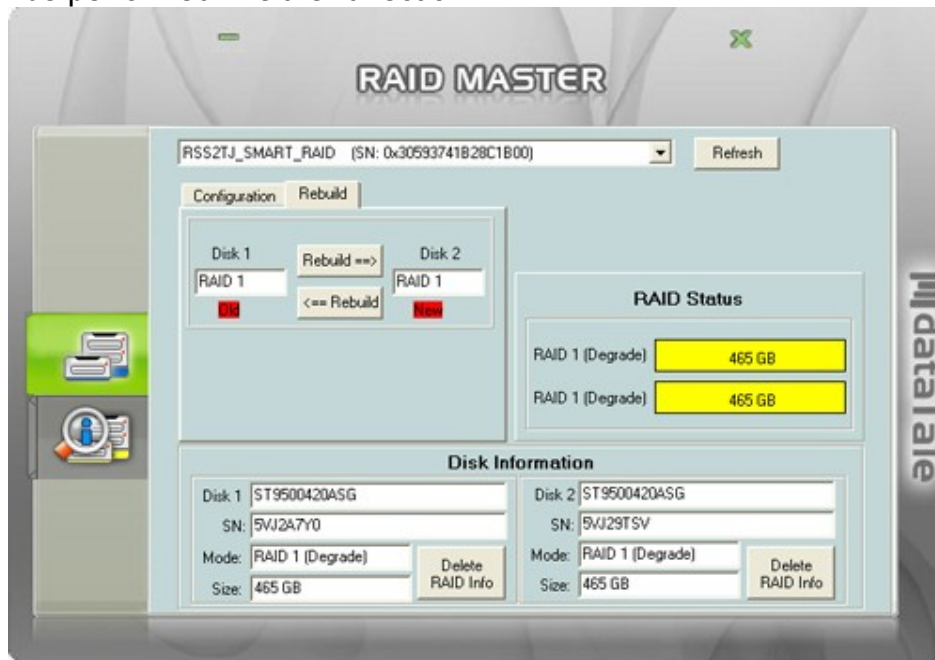 RAID MASTER
RSS2TJ_SMART_RAID (SN: 0x30593741B28C1B00)
Refresh
Configuration
Rebuild
Disk 1
Disk 2
Rebuild ==>
RAID 1
RAID 1
<== Rebuild
Old
New
RAID Status
RAID 1 (Degrade)
465 GB
RAID 1 (Degrade)
465 GB
datatale
Disk Information
Disk 1
ST9500420ASG
SN:
5VJ2A7Y0
Mode:
RAID 1 (Degrade)
Size:
465 GB
Delete
RAID Info
Disk 2
ST9500420ASG
SN:
5VJ29TSV
Mode:
RAID 1 (Degrade)
Size:
465 GB
Delete
RAID Info